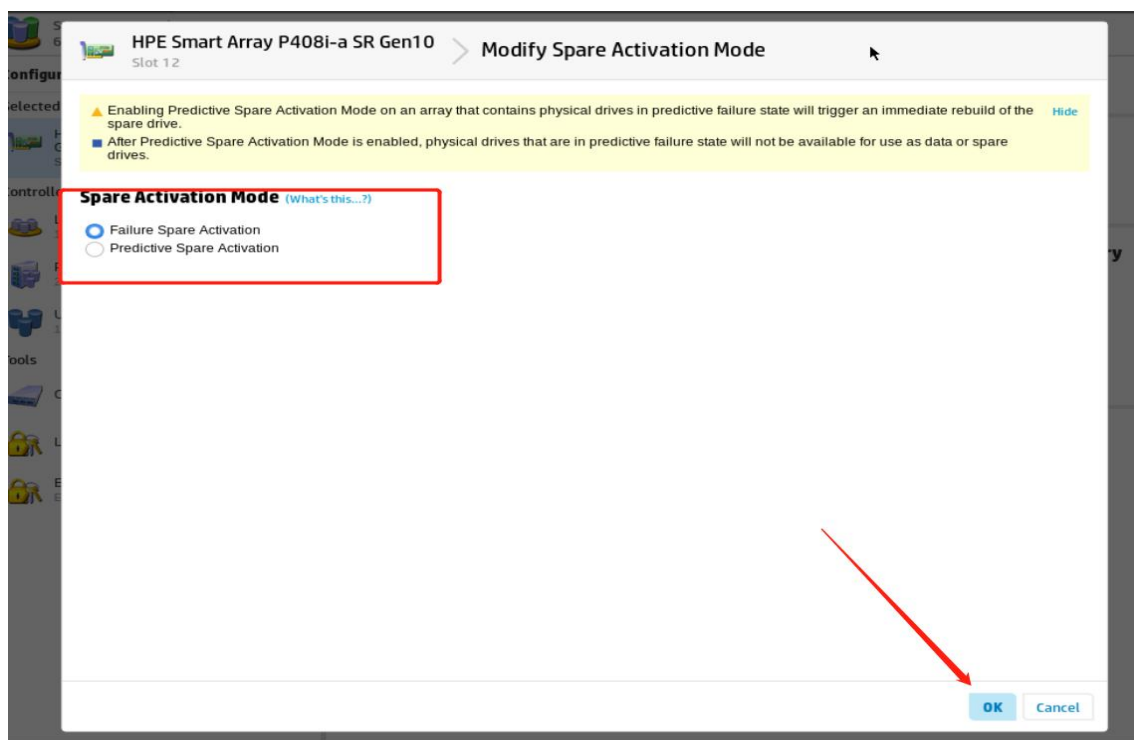 HPE Smart Array P408i-a SR Gen10
Slot 12
Modify Spare Activation Mode
Enabling Predictive Spare Activation Mode on an array that contains physical drives in predictive failure state will trigger an immediate rebuild of the
spare drive.
Hide
After Predictive Spare Activation Mode is enabled, physical drives that are in predictive failure state will not be available for use as data or spare
drives.
Spare Activation Mode (What's this...?)
Failure Spare Activation
Predictive Spare Activation
OK
Cancel